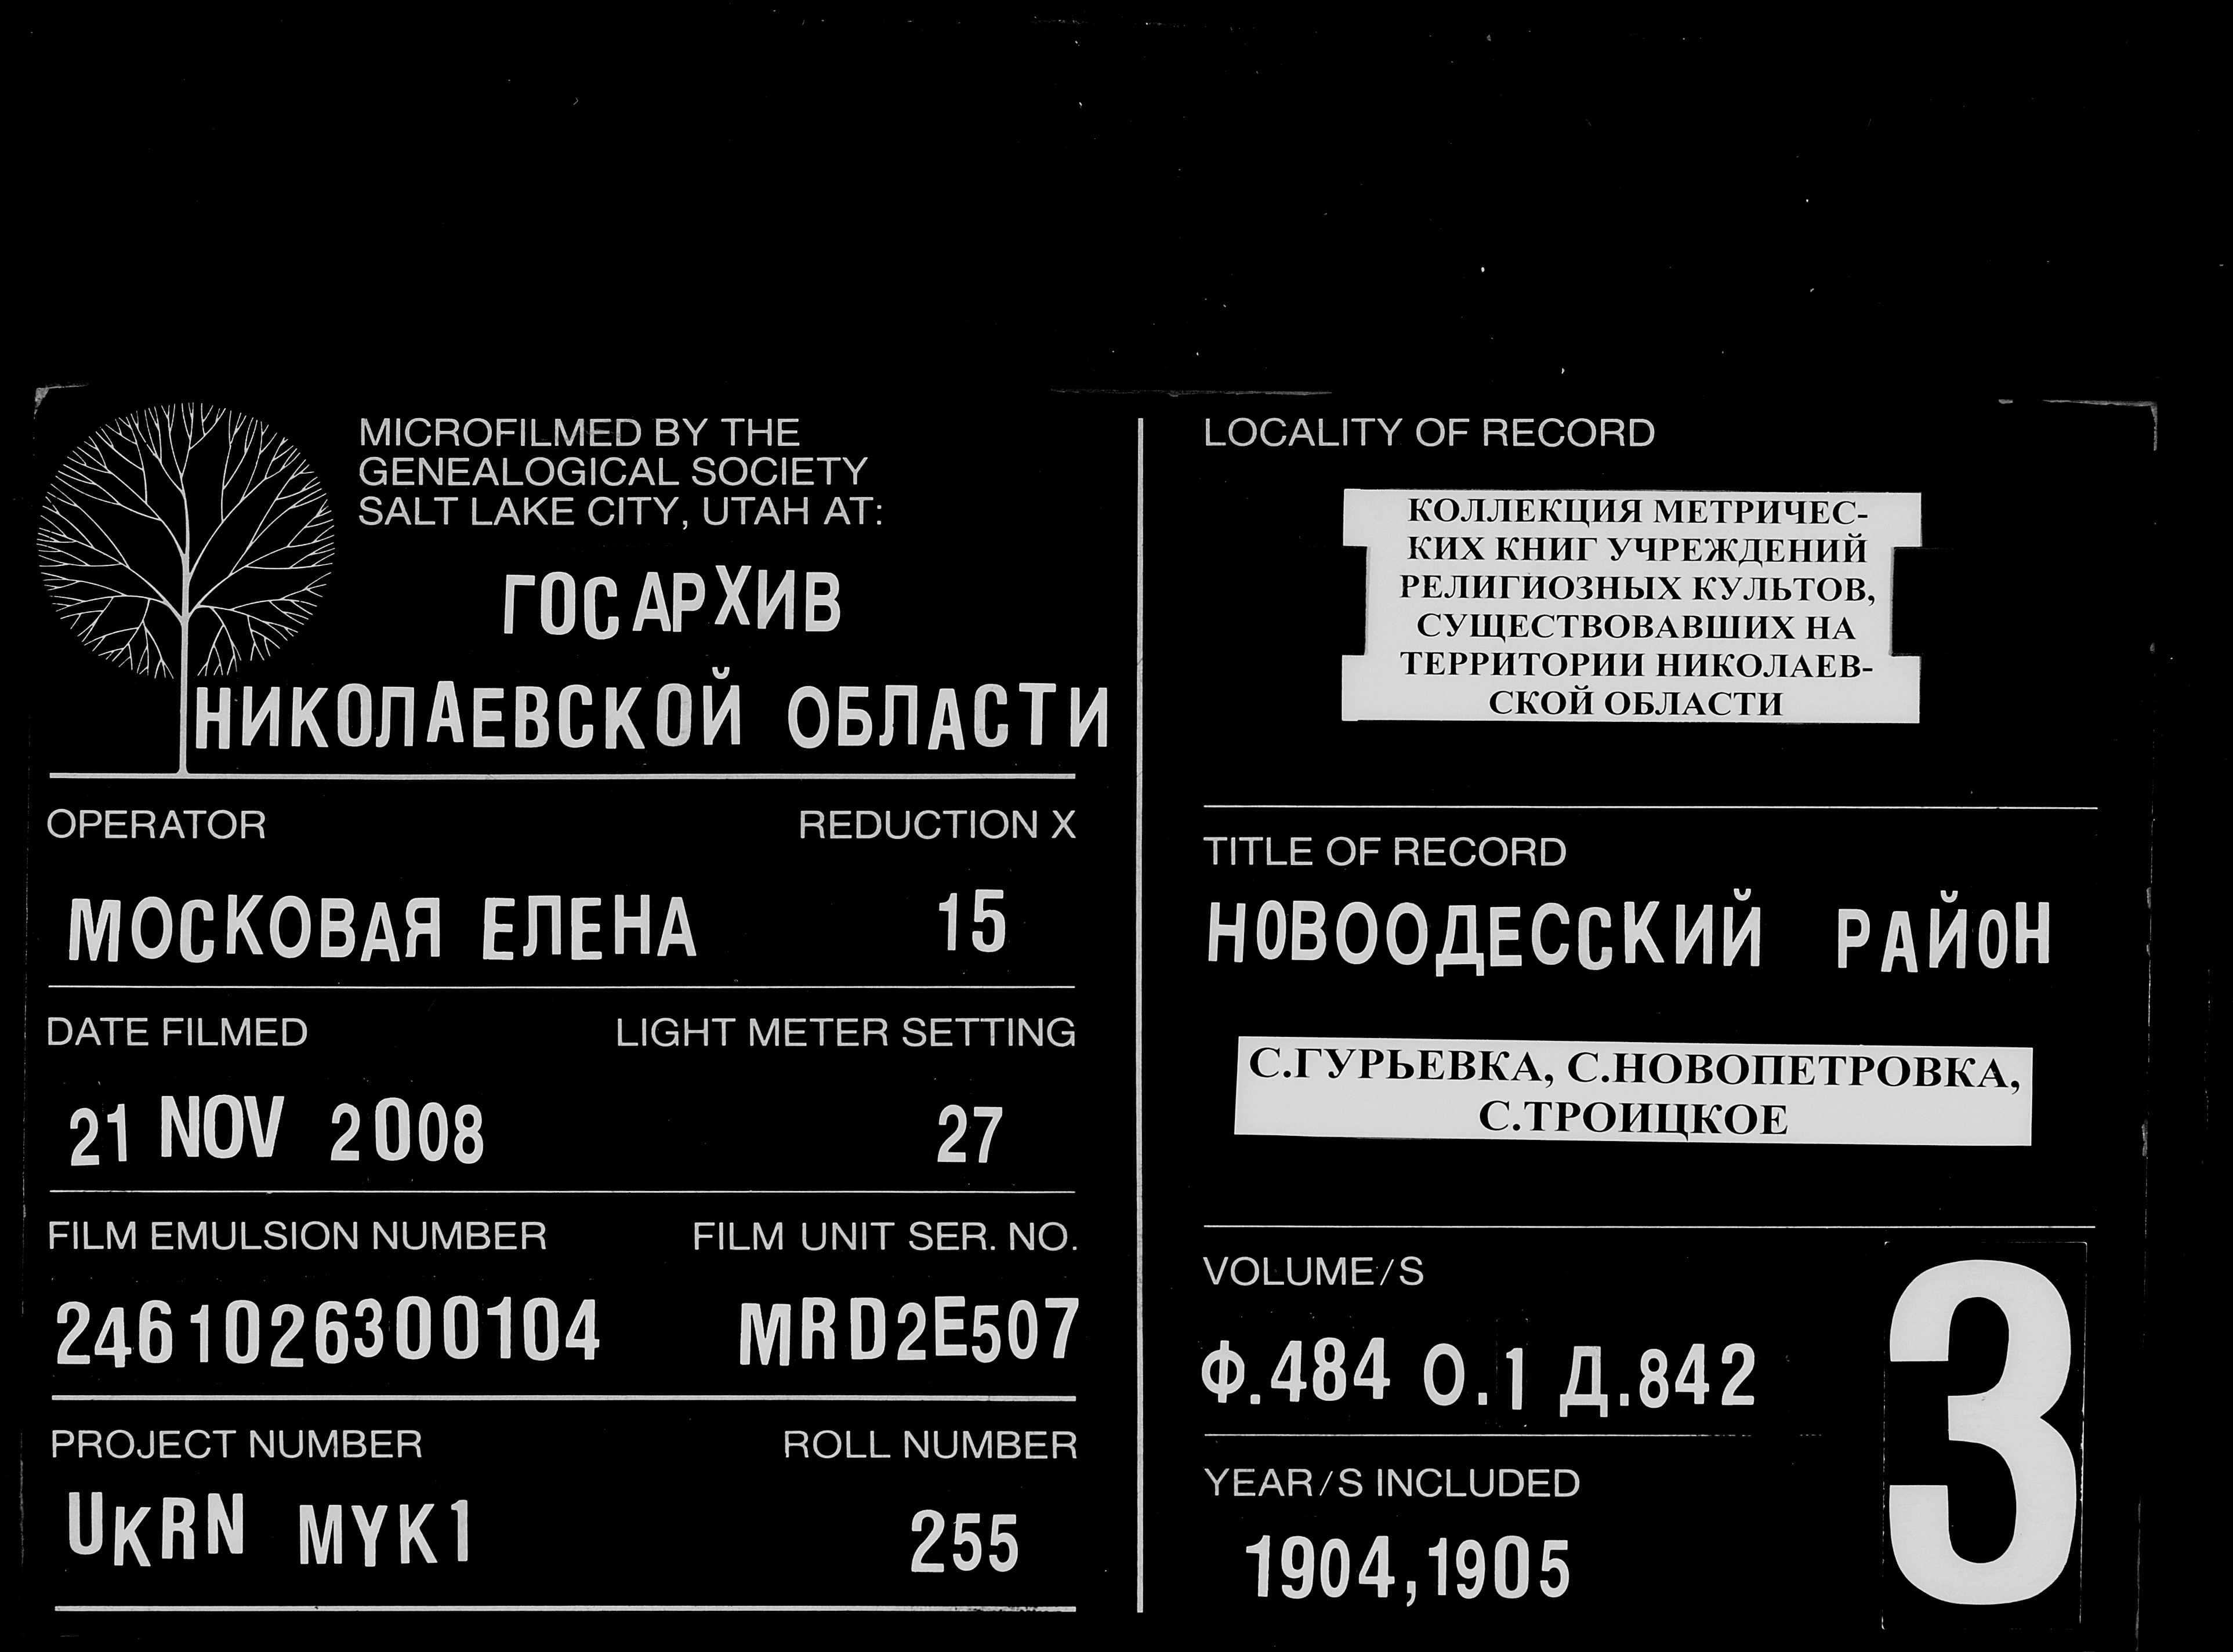 MICROFILMED BY THE
GENEALOGICAL SOCIETY
SALT LAKE CITY, UTAH AT:
ГОСАРХИВ
НИКОЛАЕВСКОЙ ОБЛАСТИ
OPERATOR REDUCTION X
МОСКОВАЯ ЕЛЕНА 15
DATE FILMED LIGHT METER SETTING
21 NOV 2008 27
FILM EMULSION NUMBER FILM UNIT SER. NO.
2461026300104 MRD2E507
PROJECT NUMBER ROLL NUMBER
UKRN MYK1 255
LOCALITY OF RECORD
КОЛЛЕКЦИЯ МЕТРИЧЕС-
КИХ КНИГ УЧРЕЖДЕНИЙ
РЕЛИГИОЗНЫХ КУЛЬТОВ,
СУЩЕСТВОВАВШИХ НА
ТЕРРИТОРИИ НИКОЛАЕВ-
СКОЙ ОБЛАСТИ
TITLE OF RECORD
НОВООДЕССКИЙ РАЙОН
С.ГУРЬЕВКА, С.НОВОПЕТРОВКА,
С.ТРОИЦКОЕ
VOLUME/S
Ф.484 О.1 Д.842
YEAR/S INCLUDED
1904,1905
3